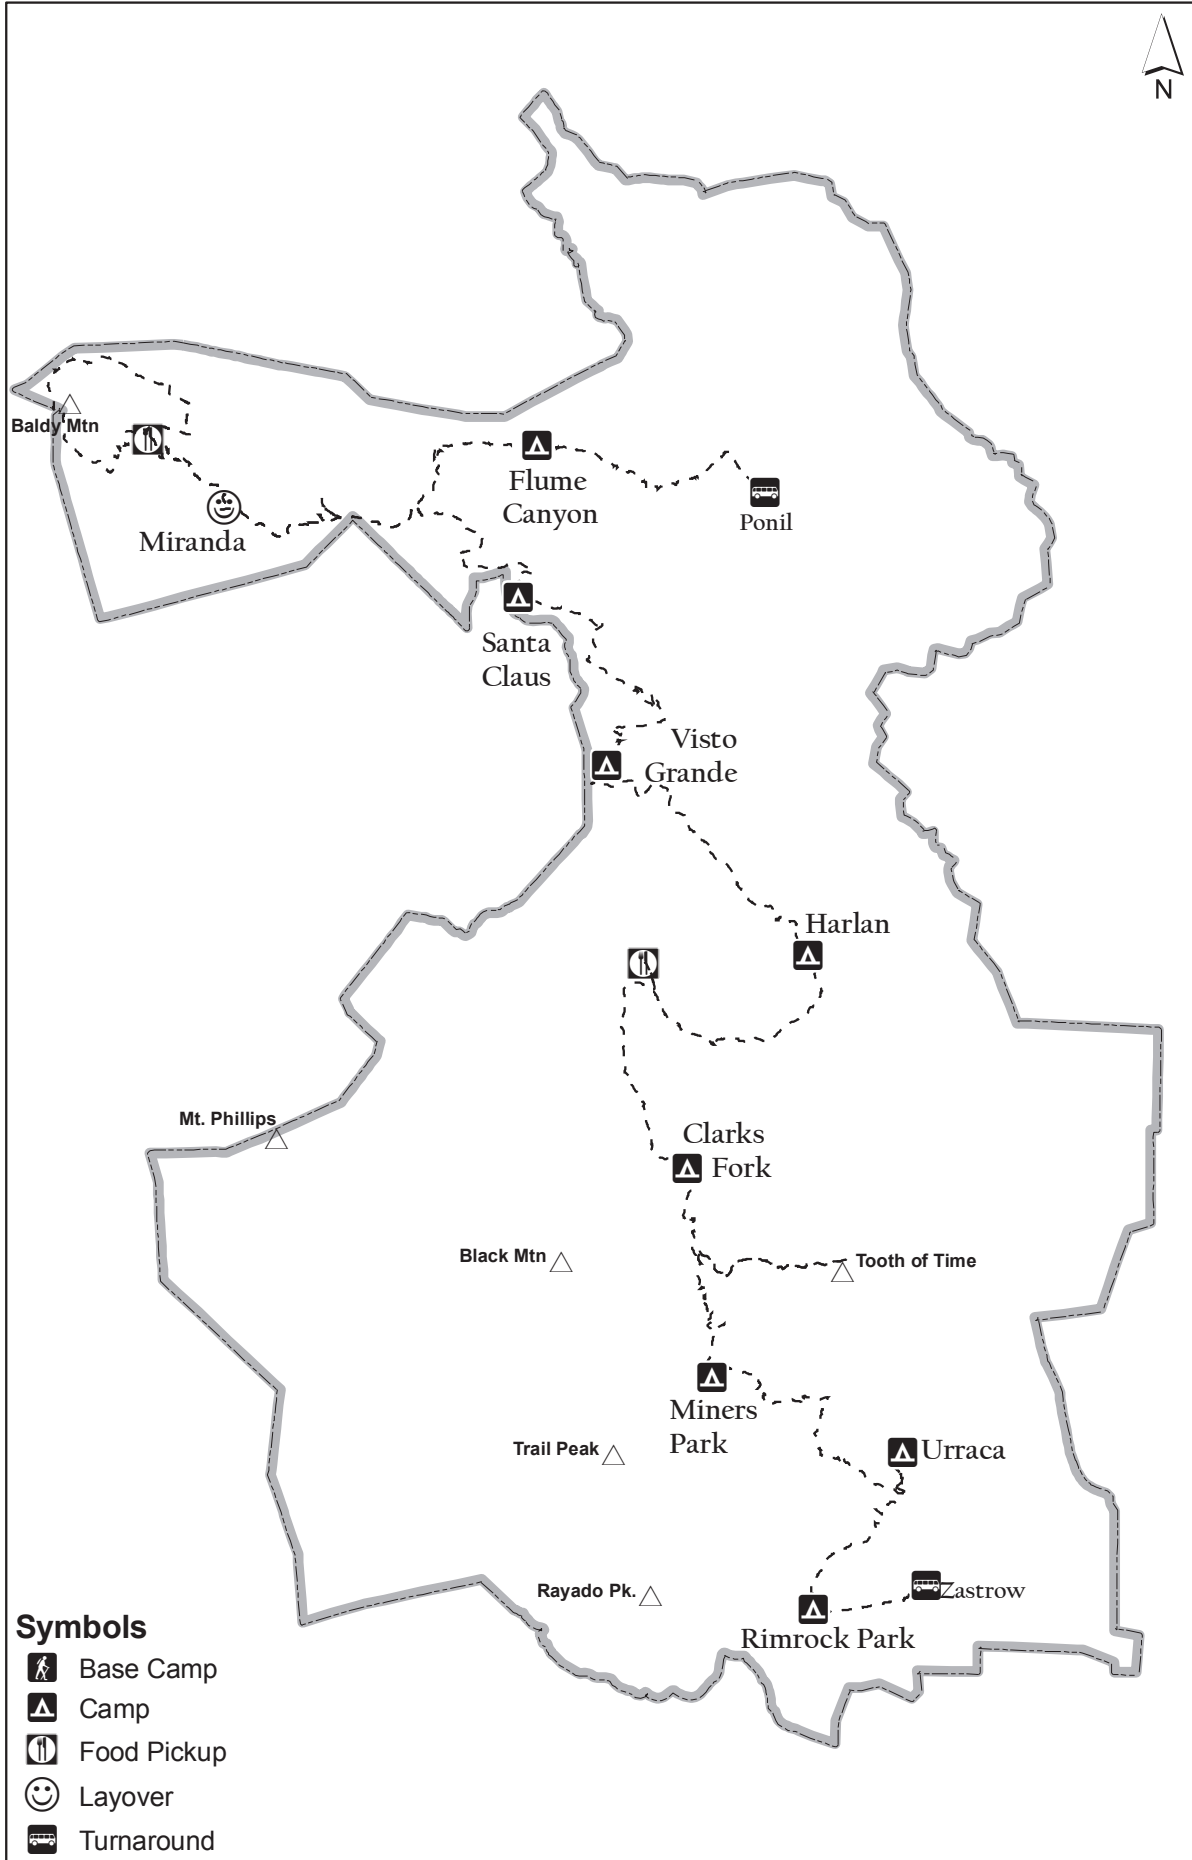 N
Baldy Mtn
Flume
Canyon
Ponil
Miranda
Santa
Claus
Visto
Grande
Harlan
Mt. Phillips
Clarks
Fork
Black Mtn
Tooth of Time
Miners
Park
Trail Peak
Urraca
Rayado Pk.
Zastrow
Rimrock Park
Symbols
Base Camp
Camp
Food Pickup
Layover
Turnaround